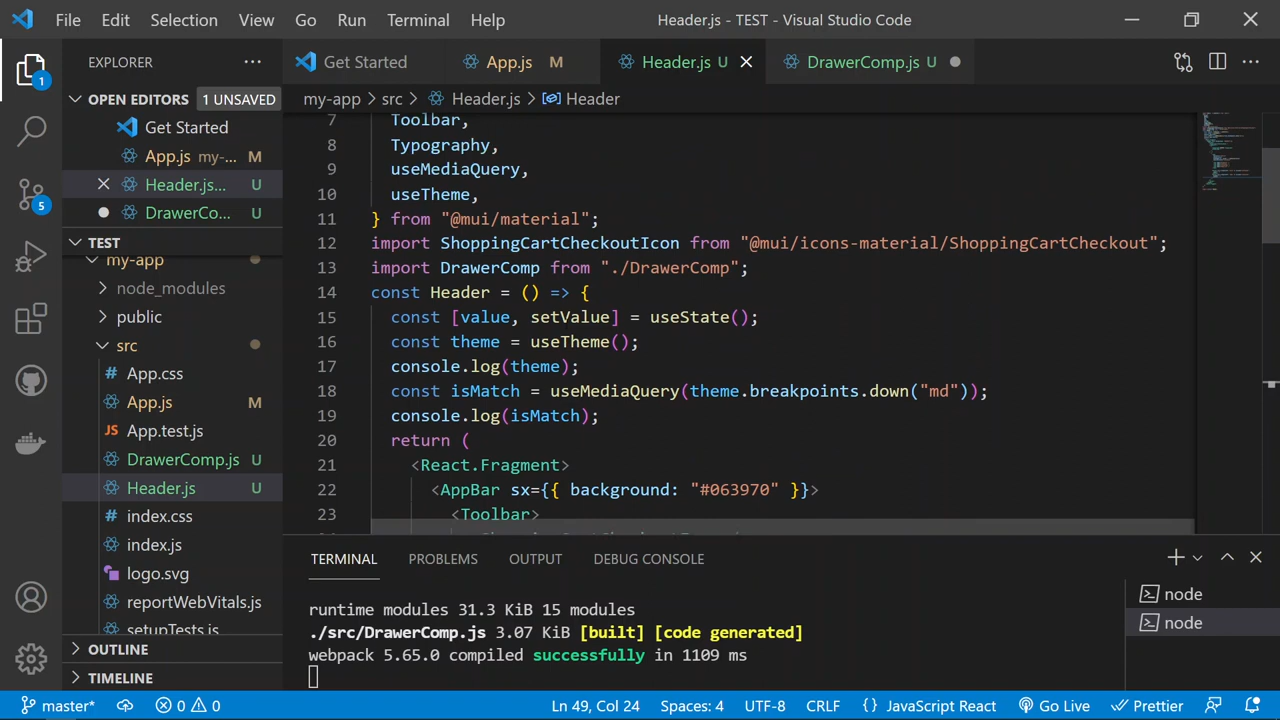 File Edit Selection View Go Run Terminal Help
Header.js - TEST - Visual Studio Code
EXPLORER
Get Started
App.js M
Header.js U
DrawerComp.js U
1
OPEN EDITORS 1 UNSAVED
Get Started
App.js my-... M
Header.js... U
DrawerCo... U
5
TEST
my-app
node_modules
public
src
App.css
App.js M
App.test.js
DrawerComp.js U
Header.js U
index.css
index.js
logo.svg
reportWebVitals.js
setupTests.js
OUTLINE
TIMELINE
my-app > src > Header.js > Header
7 Toolbar,
8 Typography,
9 useMediaQuery,
10 useTheme,
11 } from "@mui/material";
12 import ShoppingCartCheckoutIcon from "@mui/icons-material/ShoppingCartCheckout";
13 import DrawerComp from "./DrawerComp";
14 const Header = () => {
15 const [value, setValue] = useState();
16 const theme = useTheme();
17 console.log(theme);
18 const isMatch = useMediaQuery(theme.breakpoints.down("md"));
19 console.log(isMatch);
20 return (
21 <React.Fragment>
22 <AppBar sx={{ background: "#063970" }}>
23 <Toolbar>
TERMINAL PROBLEMS OUTPUT DEBUG CONSOLE
runtime modules 31.3 KiB 15 modules
./src/DrawerComp.js 3.07 KiB [built] [code generated]
webpack 5.65.0 compiled successfully in 1109 ms
node
node
master* 0 0 Ln 49, Col 24 Spaces: 4 UTF-8 CRLF {} JavaScript React Go Live Prettier